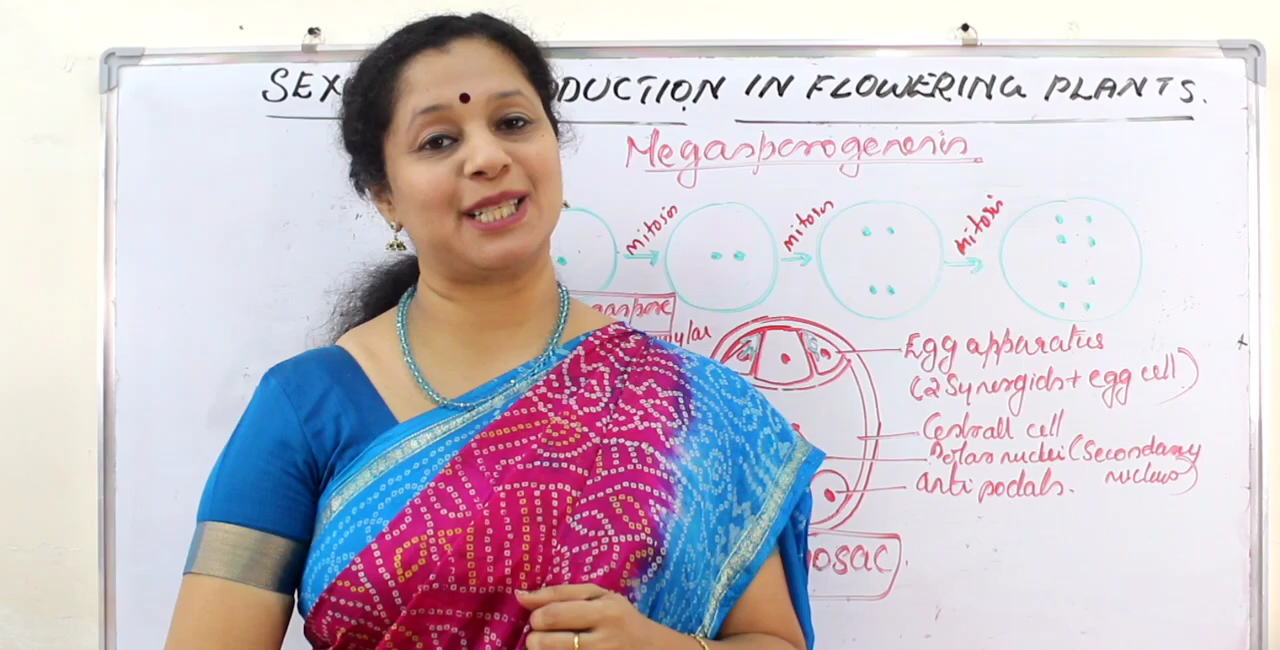 SEX DUCTION IN FLOWERING PLANTS.
Megasporogenesis
mitosis
mitosis
mitosis
Egg apparatus
(2 Synergids + egg cell)
Centrall cell
Polar nuclei (Secondary nucleus)
antipodals.